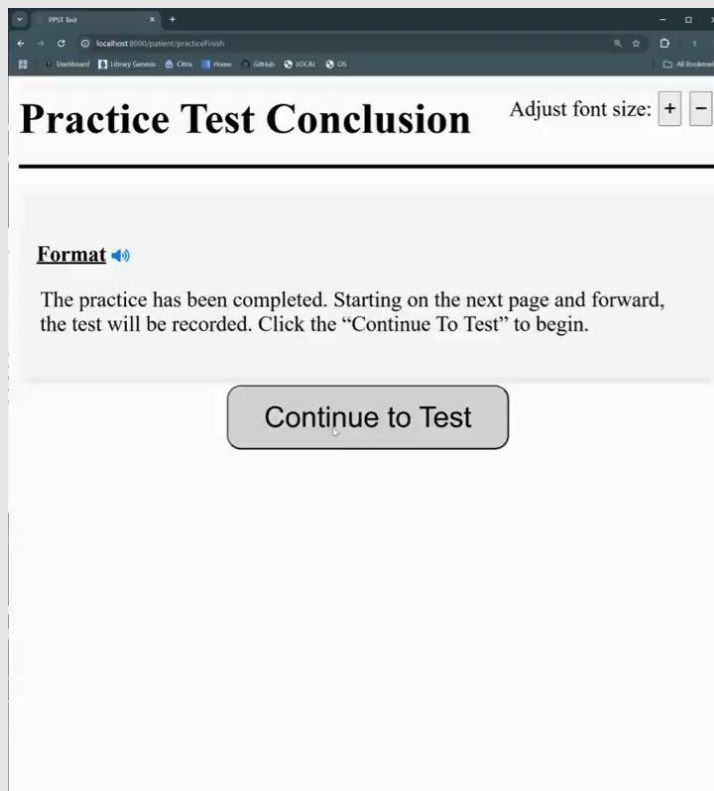 PPST Test
localhost:8000/patient/practiceFinish
Dashboard Library Genesis Citrix Home GitHub LOCAL OS All Bookmar
Practice Test Conclusion
Adjust font size: + −
Format
The practice has been completed. Starting on the next page and forward,
the test will be recorded. Click the “Continue To Test” to begin.
Continue to Test